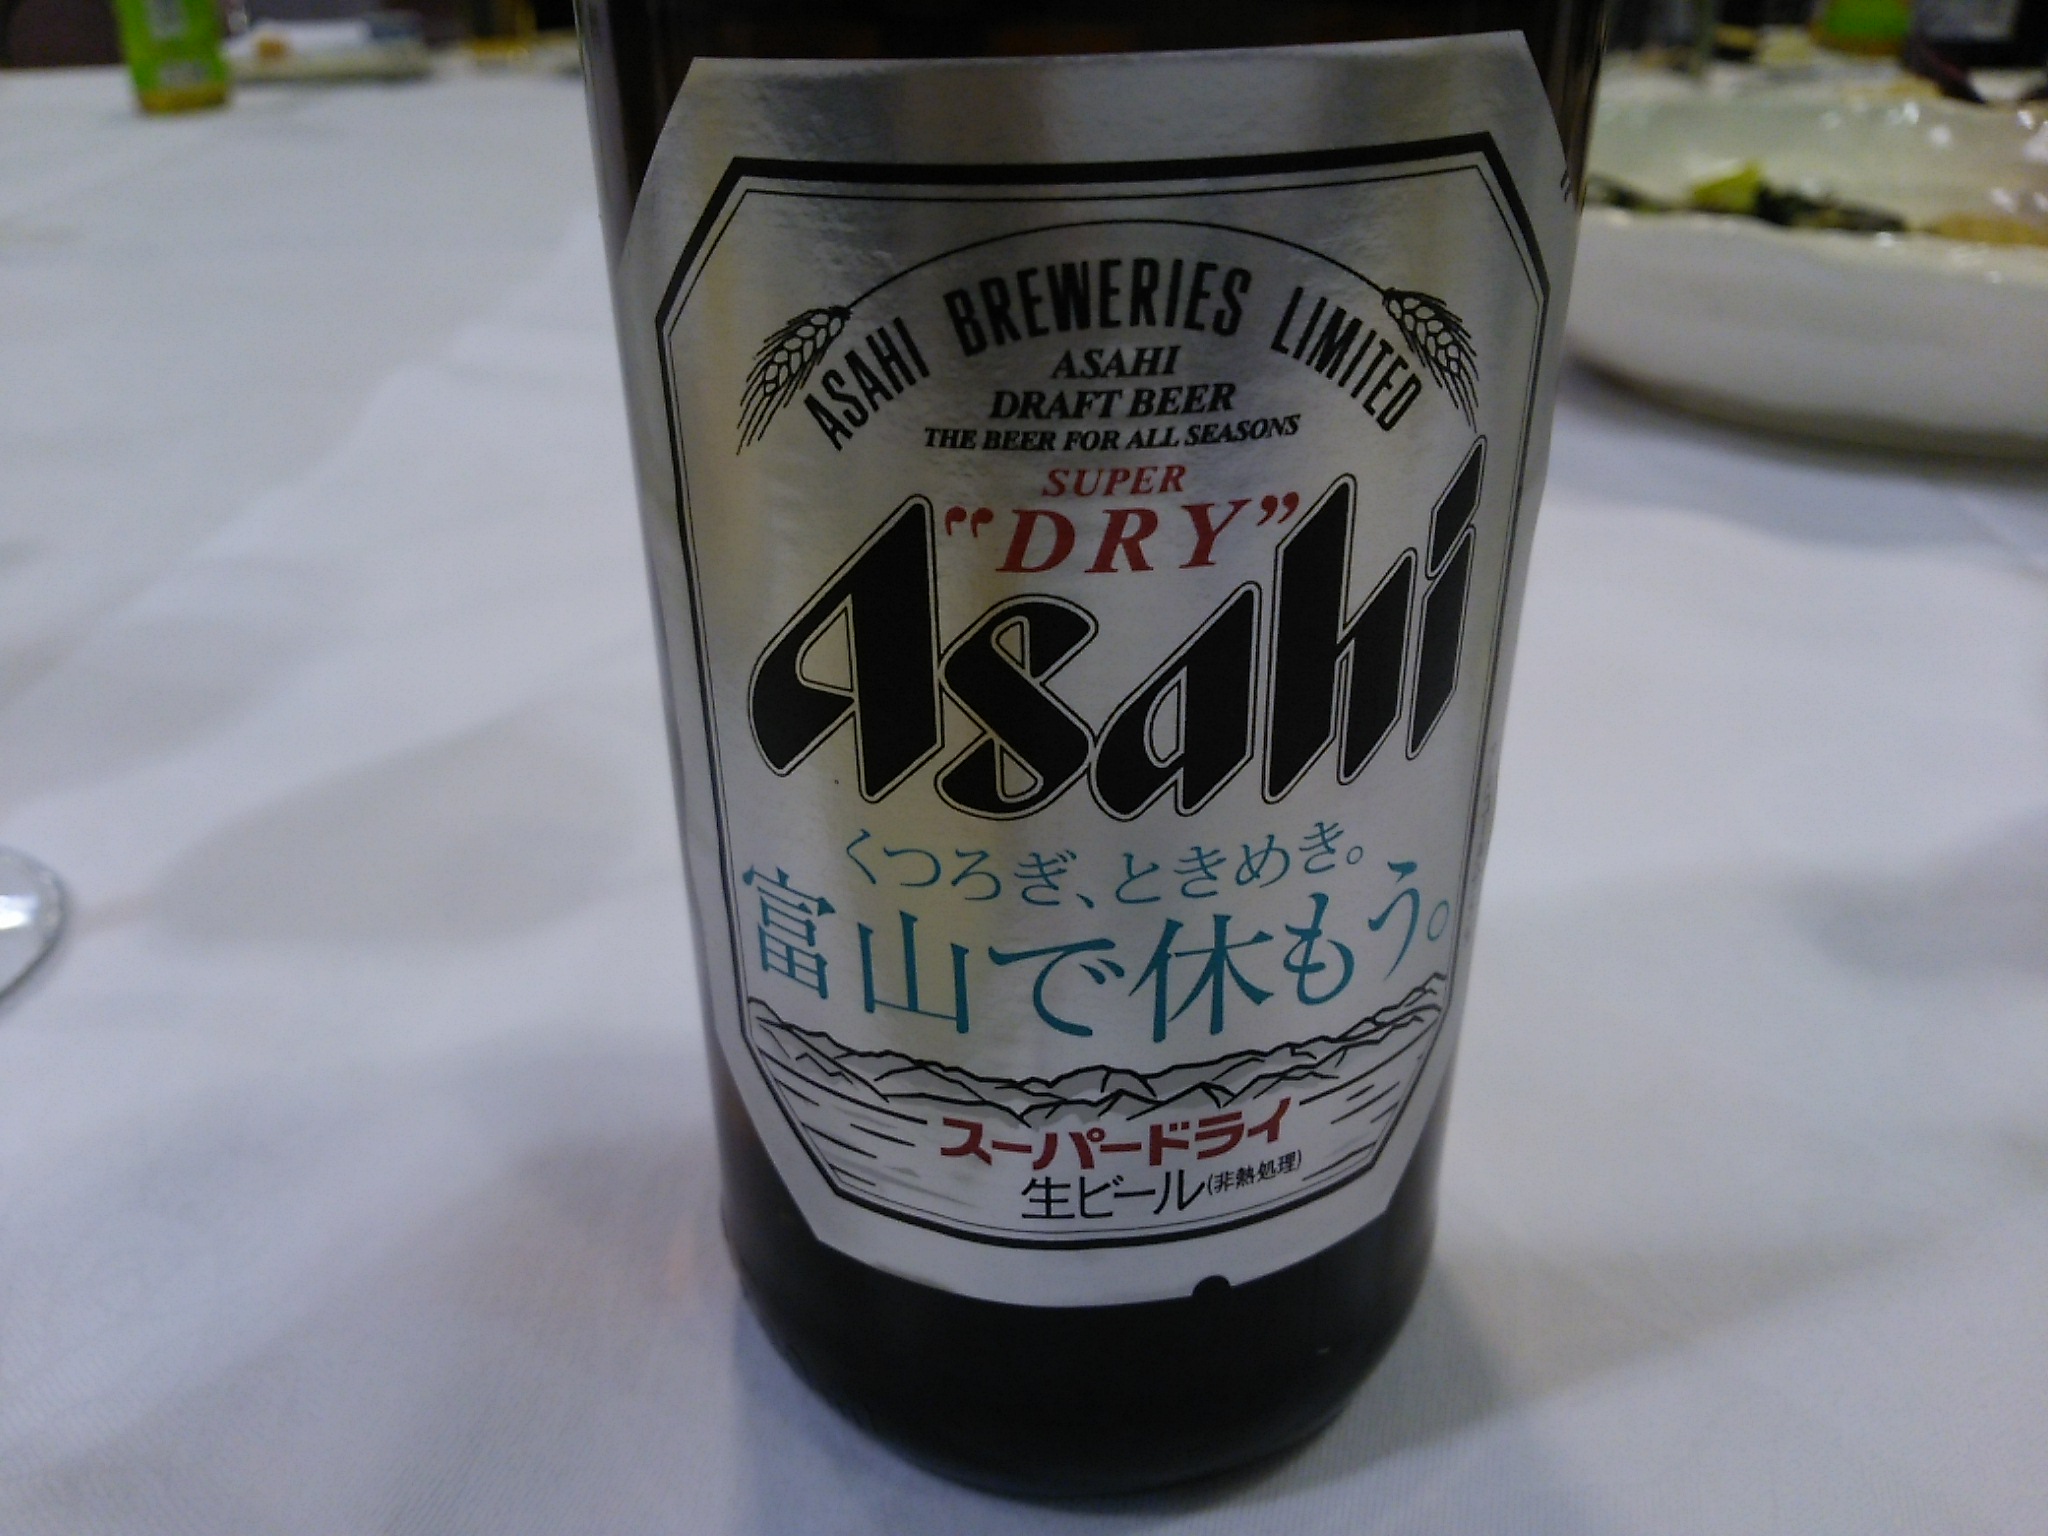 ASAHI BREWERIES LIMITED
ASAHI
DRAFT BEER
THE BEER FOR ALL SEASONS
SUPER
“DRY”
Asahi
くつろぎ、ときめき。
富山で休もう。
スーパードライ
生ビール(非熱処理)